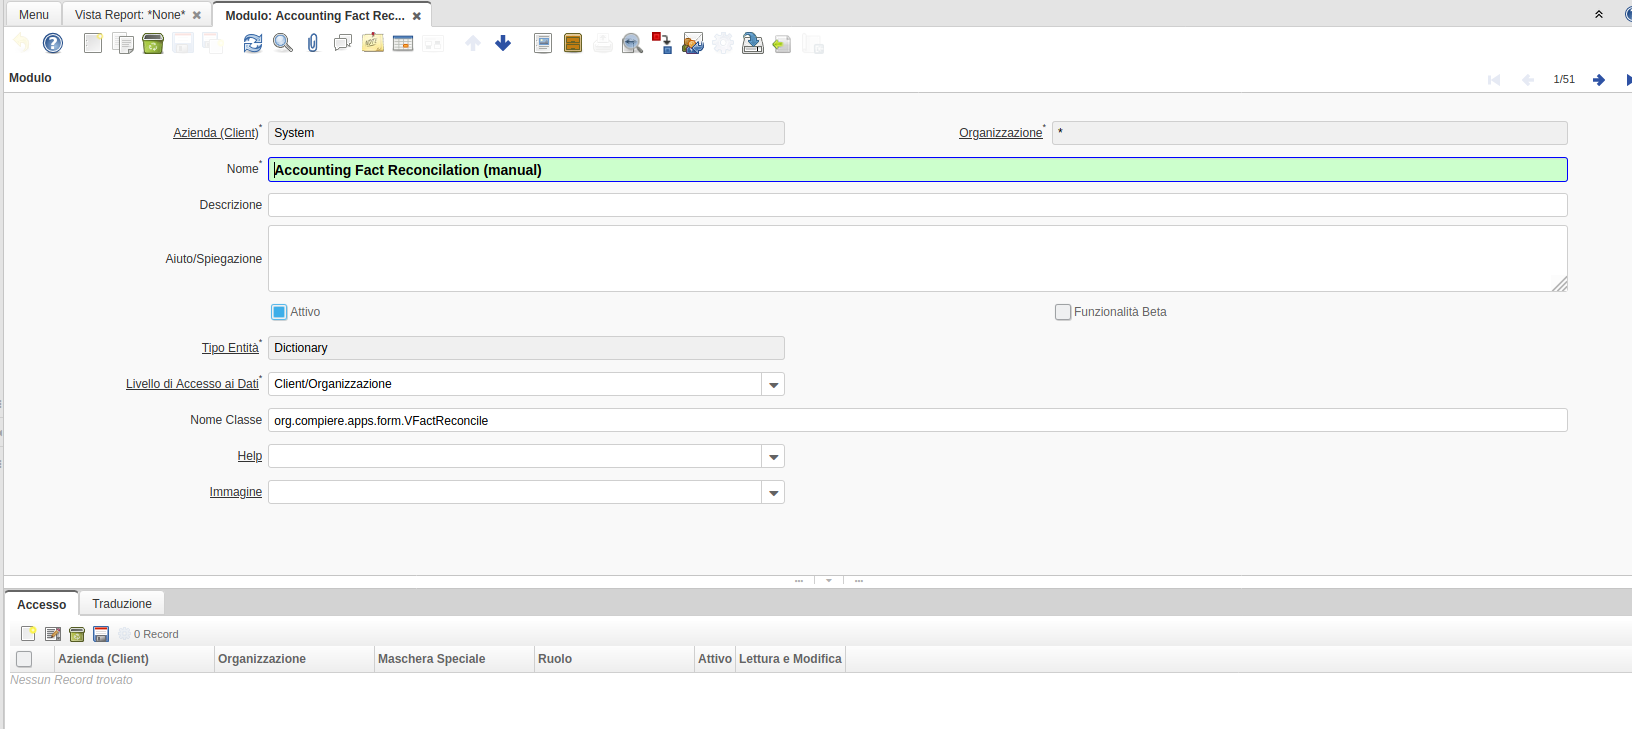 Menu Vista Report: *None* Modulo: Accounting Fact Rec...
Modulo 1/51
Azienda (Client)* System Organizzazione* *
Nome* Accounting Fact Reconcilation (manual)
Descrizione
Aiuto/Spiegazione
Attivo Funzionalità Beta
Tipo Entità* Dictionary
Livello di Accesso ai Dati* Client/Organizzazione
Nome Classe org.compiere.apps.form.VFactReconcile
Help
Immagine
Accesso Traduzione
0 Record
Azienda (Client) Organizzazione Maschera Speciale Ruolo Attivo Lettura e Modifica
Nessun Record trovato